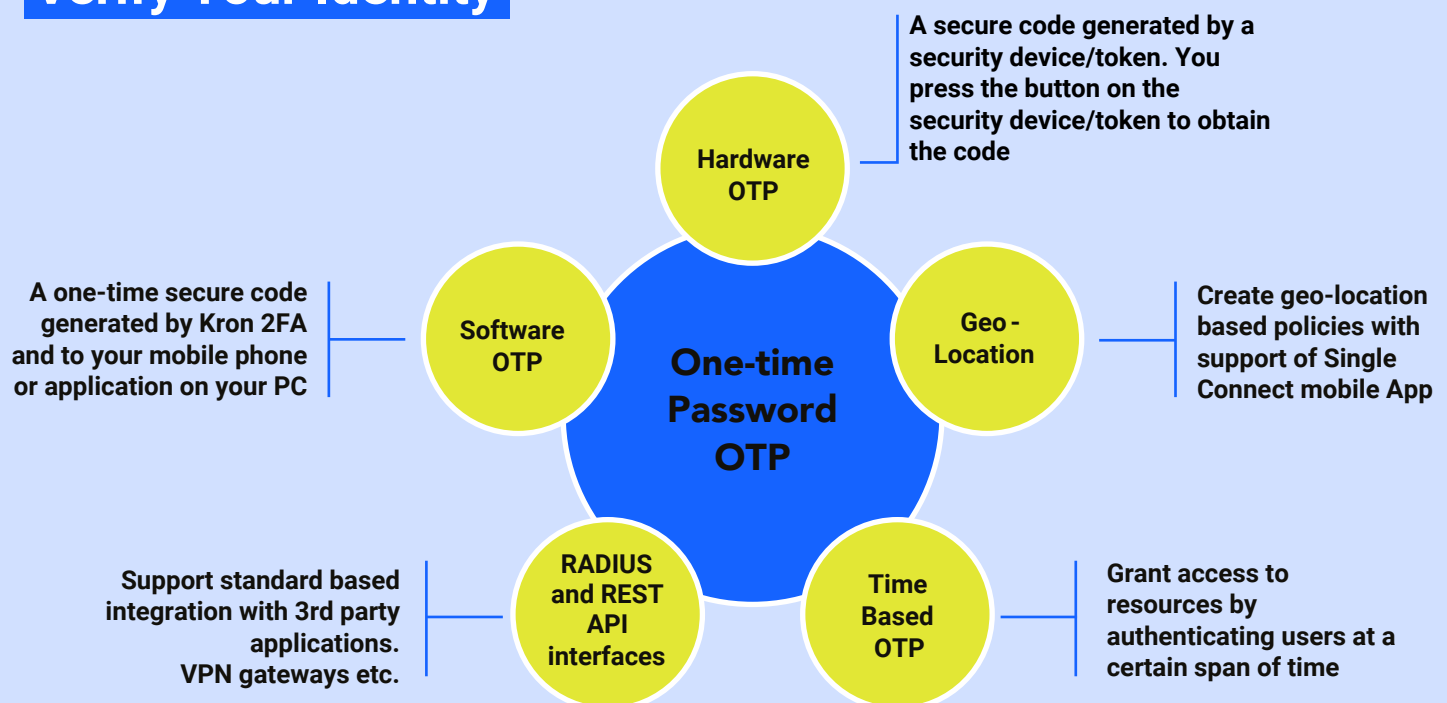 Verify Your Identity
A secure code generated by a
security device/token. You
press the button on the
security device/token to obtain
the code
Hardware
OTP
A one-time secure code
generated by Kron 2FA
and to your mobile phone
or application on your PC
Software
OTP
One-time
Password
OTP
Geo -
Location
Create geo-location
based policies with
support of Single
Connect mobile App
Support standard based
integration with 3rd party
applications.
VPN gateways etc.
RADIUS
and REST
API
interfaces
Time
Based
OTP
Grant access to
resources by
authenticating users at a
certain span of time